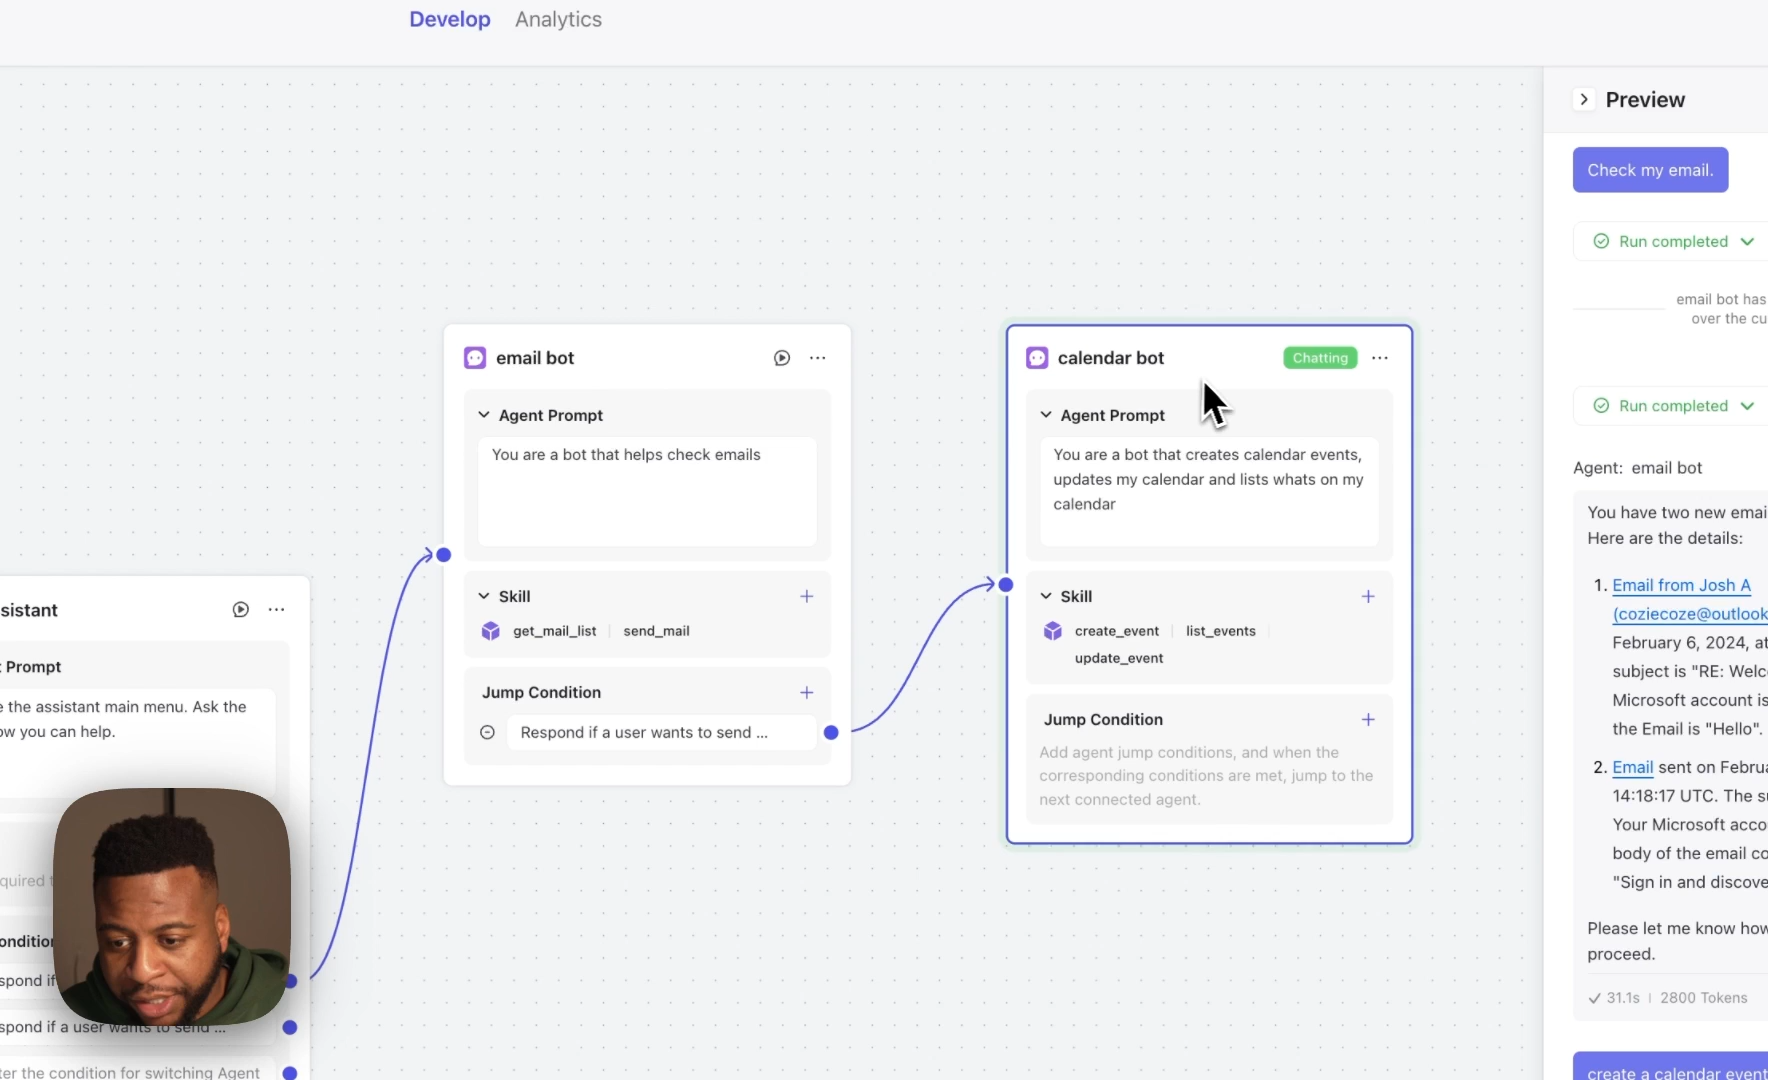 Develop Analytics
Preview
Check my email.
Run completed
email bot has
over the cu
Run completed
Agent: email bot
You have two new emai
Here are the details:
1. Email from Josh A
(coziecoze@outlook
February 6, 2024, at
subject is "RE: Welc
Microsoft account is
the Email is "Hello".
2. Email sent on Februa
14:18:17 UTC. The su
Your Microsoft acco
body of the email co
"Sign in and discove
Please let me know how
proceed.
31.1s | 2800 Tokens
create a calendar event
email bot
Agent Prompt
You are a bot that helps check emails
Skill
get_mail_list | send_mail
Jump Condition
Respond if a user wants to send ...
calendar bot Chatting
Agent Prompt
You are a bot that creates calendar events,
updates my calendar and lists whats on my
calendar
Skill
create_event | list_events
update_event
Jump Condition
Add agent jump conditions, and when the
corresponding conditions are met, jump to the
next connected agent.
sistant
t Prompt
e the assistant main menu. Ask the
ow you can help.
quired t
ondition
spond if
spond if a user wants to send ...
ter the condition for switching Agent